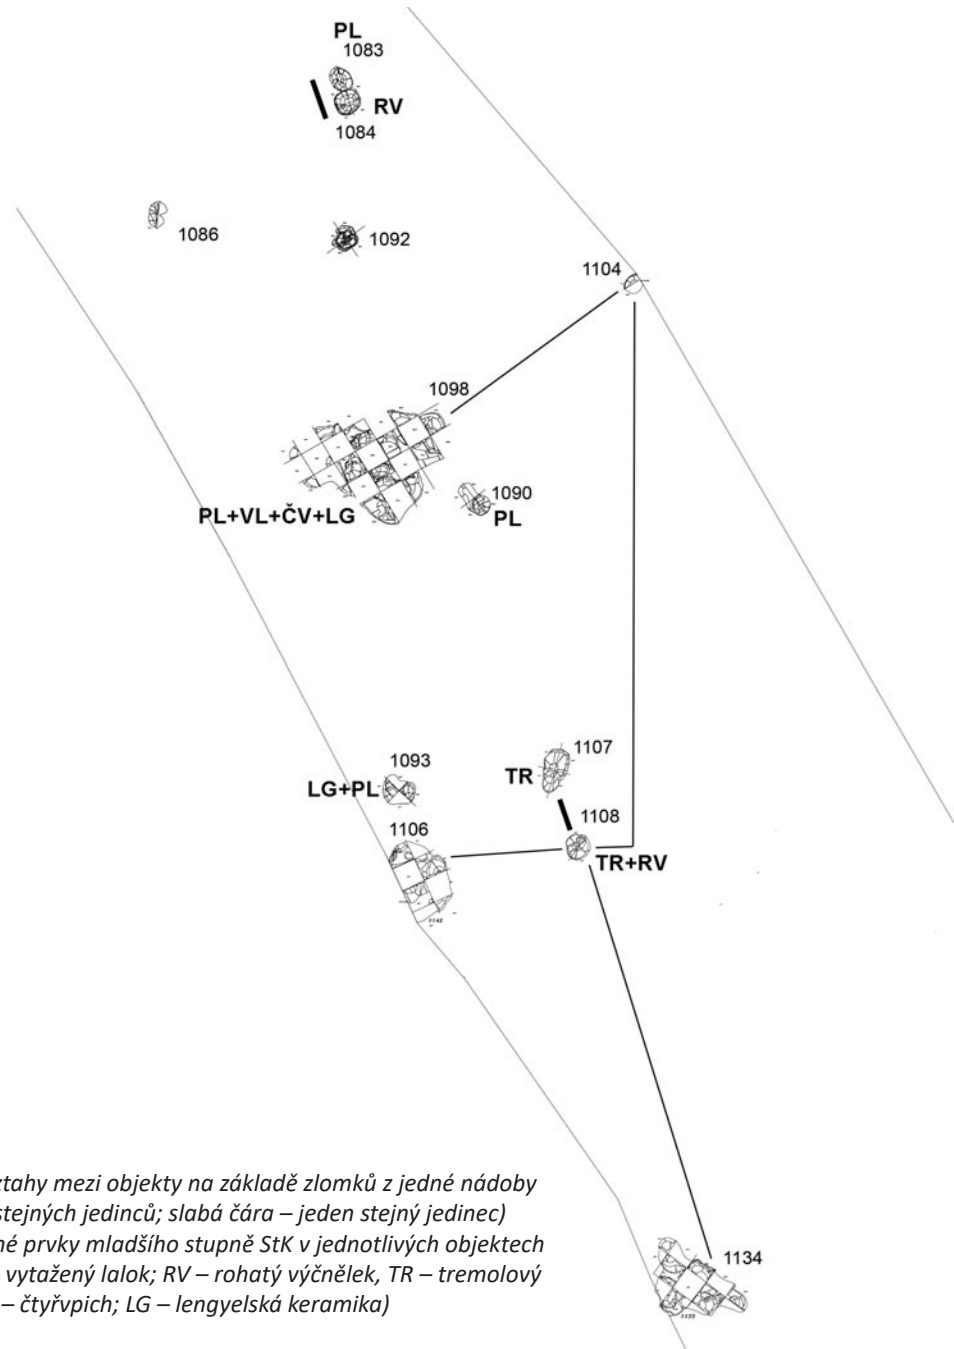 PL
1083
RV
1084
1086
1092
1104
1098
1090
PL+VL+ČV+LG
PL
1107
1093
TR
LG+PL
1108
1106
TR+RV
1142
ztahy mezi objekty na základě zlomků z jedné nádoby
stejných jedinců; slabá čára – jeden stejný jedinec)
né prvky mladšího stupně StK v jednotlivých objektech
vytažený lalok; RV – rohatý výčnělek, TR – tremolový
– čtyřvpich; LG – lengyelská keramika)
1134
1155